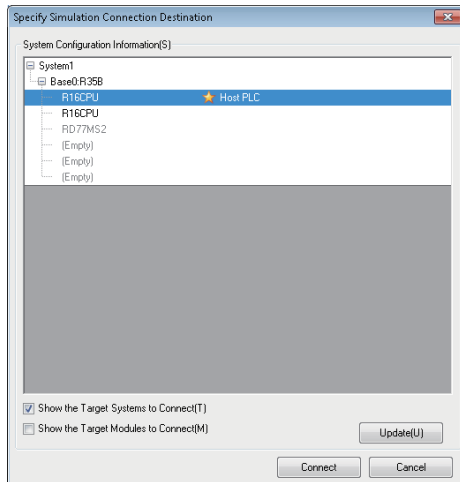 Specify Simulation Connection Destination
System Configuration Information(S)
System1
Base0:R35B
R16CPU Host PLC
R16CPU
RD77MS2
(Empty)
(Empty)
(Empty)
Show the Target Systems to Connect(T)
Show the Target Modules to Connect(M)
Update(U)
Connect Cancel